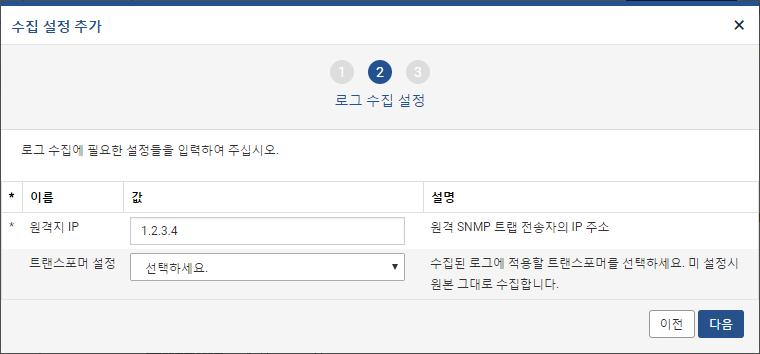 수집 설정 추가 ×
1 2 3
로그 수집 설정
로그 수집에 필요한 설정들을 입력하여 주십시오.
* 이름 값 설명
* 원격지 IP 1.2.3.4 원격 SNMP 트랩 전송자의 IP 주소
트랜스포머 설정 선택하세요. ▼ 수집된 로그에 적용할 트랜스포머를 선택하세요. 미 설정시
원본 그대로 수집합니다.
이전 다음